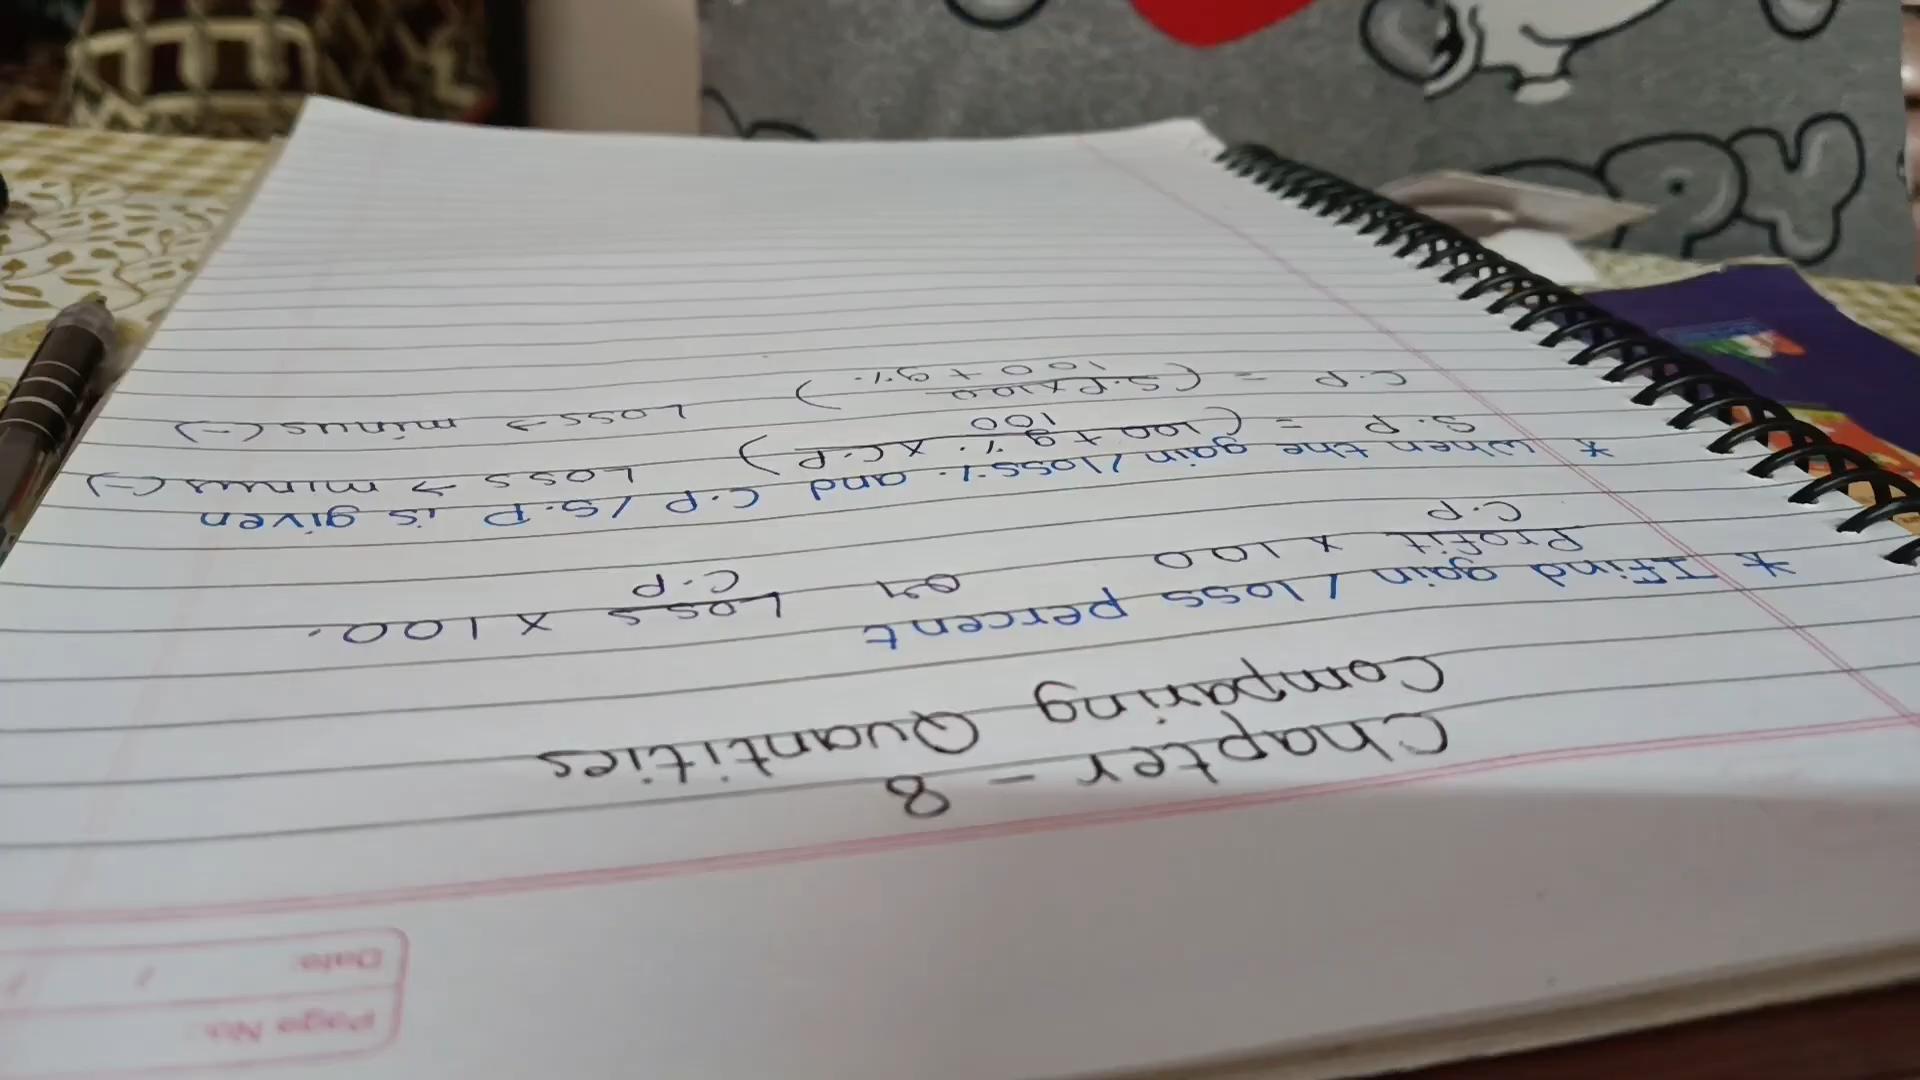 Page No.
Date: / /
Chapter - 8
Comparing Quantities
* Find gain / loss percent
Profit / C.P × 100 or Loss / C.P × 100.
* When the gain / loss % and C.P / S.P is given
S.P = (100 + g% × C.P / 100) Loss → minus (-)
C.P = (S.P × 100 / 100 + g%) Loss → minus (-)